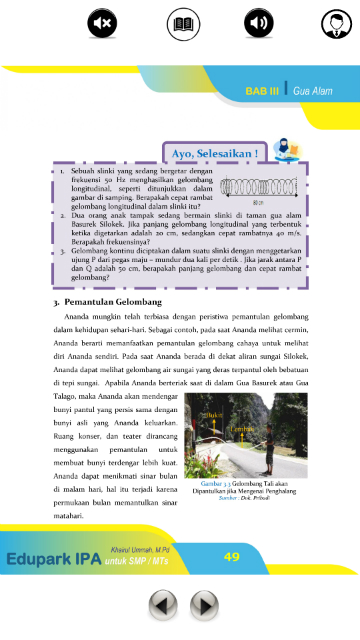 BAB III | Gua Alam
Ayo, Selesaikan !
1. Sebuah slinki yang sedang bergetar dengan
frekuensi 50 Hz menghasilkan gelombang
longitudinal, seperti ditunjukkan dalam
gambar di samping. Berapakah cepat rambat
gelombang longitudinal dalam slinki itu?
80 cm
2. Dua orang anak tampak sedang bermain slinki di taman gua alam
Basurek Silokek. Jika panjang gelombang longitudinal yang terbentuk
ketika digetarkan adalah 20 cm, sedangkan cepat rambatnya 40 m/s.
Berapakah frekuensinya?
3. Gelombang kontinu diciptakan dalam suatu slinki dengan menggetarkan
ujung P dari pegas maju – mundur dua kali per detik . Jika jarak antara P
dan Q adalah 50 cm, berapakah panjang gelombang dan cepat rambat
gelombang?
3. Pemantulan Gelombang
Ananda mungkin telah terbiasa dengan peristiwa pemantulan gelombang
dalam kehidupan sehari-hari. Sebagai contoh, pada saat Ananda melihat cermin,
Ananda berarti memanfaatkan pemantulan gelombang cahaya untuk melihat
diri Ananda sendiri. Pada saat Ananda berada di dekat aliran sungai Silokek,
Ananda dapat melihat gelombang air sungai yang deras terpantul oleh bebatuan
di tepi sungai. Apabila Ananda berteriak saat di dalam Gua Basurek atau Gua
Talago, maka Ananda akan mendengar
bunyi pantul yang persis sama dengan
bunyi asli yang Ananda keluarkan.
Ruang konser, dan teater dirancang
menggunakan pemantulan untuk
membuat bunyi terdengar lebih kuat.
Ananda dapat menikmati sinar bulan
di malam hari, hal itu terjadi karena
permukaan bulan memantulkan sinar
matahari.
Gambar 3.3 Gelombang Tali akan
Dipantulkan jika Mengenai Penghalang
Sumber : Dok. Pribadi
Khairul Ummah, M.Pd
Edupark IPA untuk SMP / MTs
49